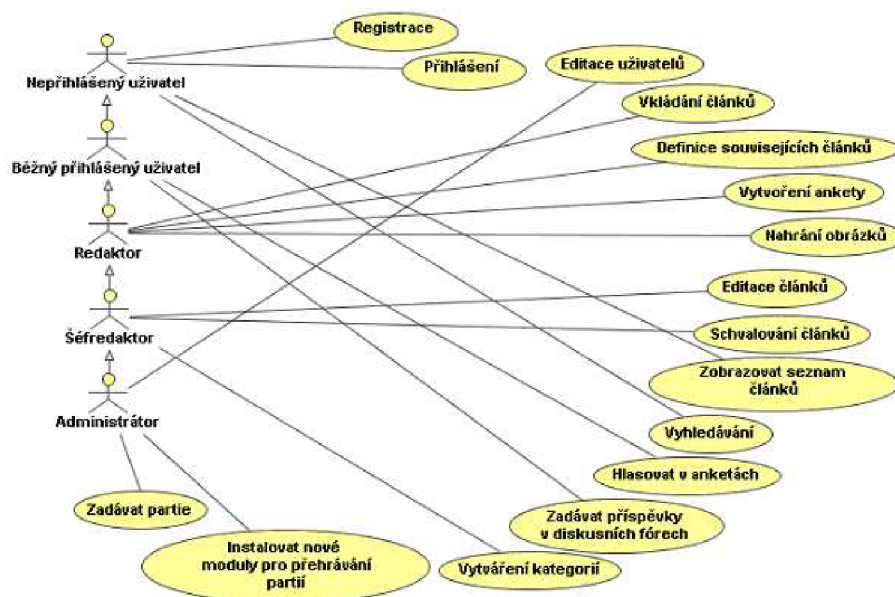 Registrace
Přihlášení
Nepřihlášený uživatel
Editace uživatelů
Vkládání článků
Běžný přihlášený uživatel
Definice souvisejících článků
Vytvoření ankety
Redaktor
Nahrání obrázků
Editace článků
Šéfredaktor
Schvalování článků
Zobrazovat seznam
článků
Administrátor
Vyhledávání
Hlasovat v anketách
Zadávat partie
Zadávat příspěvky
v diskusních fórech
Instalovat nové
moduly pro přehrávání
partií
Vytváření kategorií